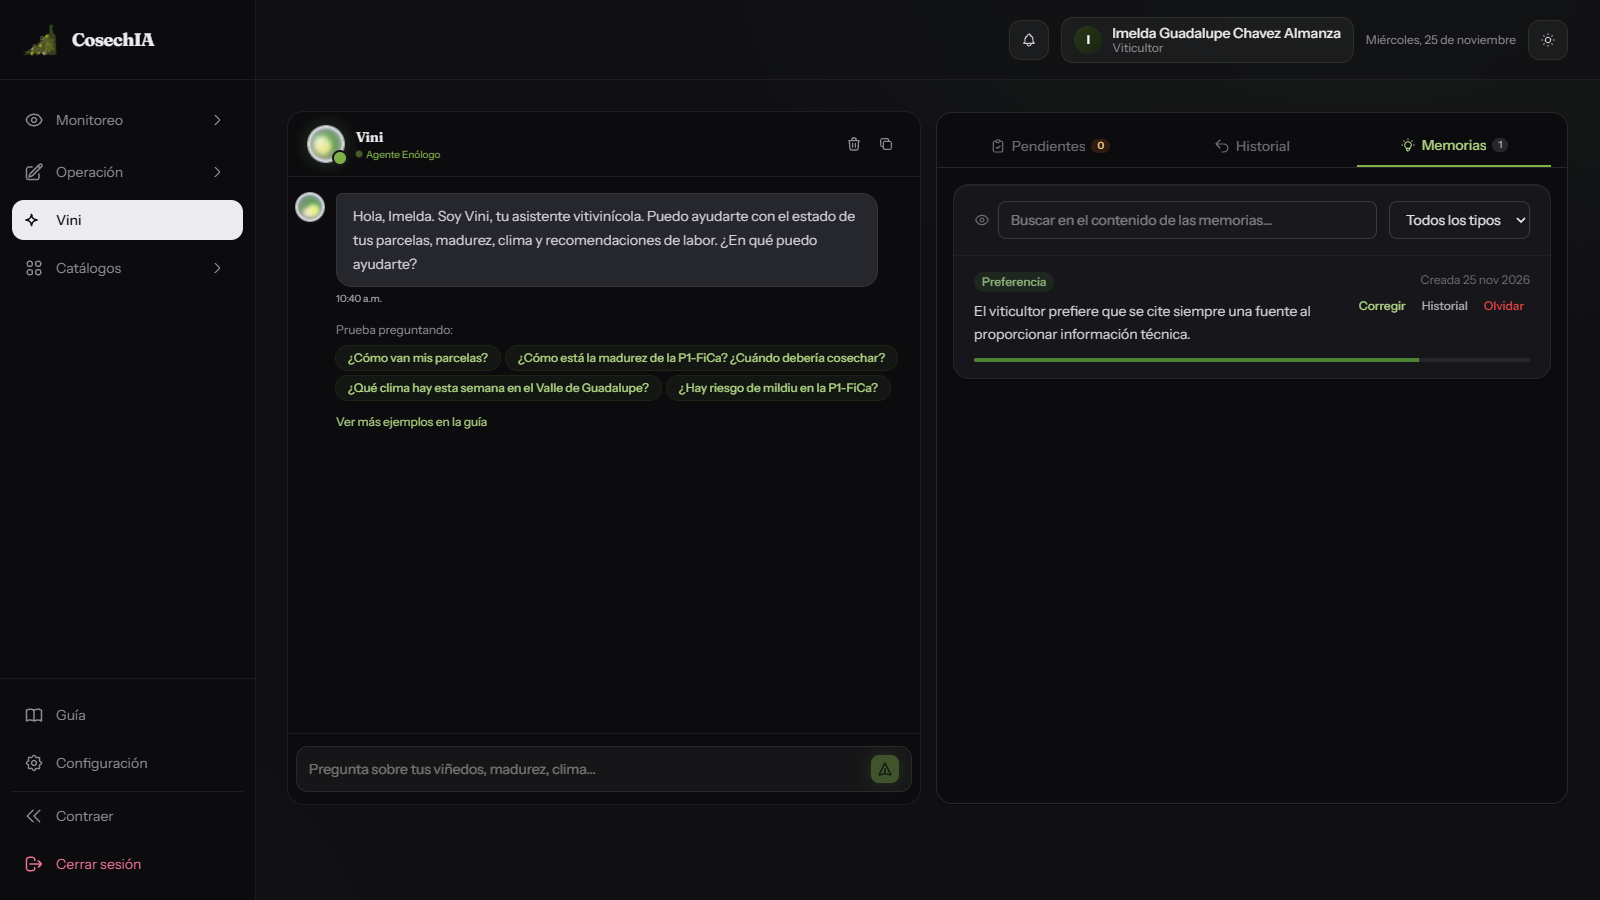 CosechIA
I
Imelda Guadalupe Chavez Almanza
Viticultor
Miércoles, 25 de noviembre
Monitoreo
Operación
Vini
Catálogos
Guía
Configuración
Contraer
Cerrar sesión
Vini
Agente Enólogo
Hola, Imelda. Soy Vini, tu asistente vitivinícola. Puedo ayudarte con el estado de
tus parcelas, madurez, clima y recomendaciones de labor. ¿En qué puedo
ayudarte?
10:40 a.m.
Prueba preguntando:
¿Cómo van mis parcelas?
¿Cómo está la madurez de la P1-FiCa? ¿Cuándo debería cosechar?
¿Qué clima hay esta semana en el Valle de Guadalupe?
¿Hay riesgo de mildiu en la P1-FiCa?
Ver más ejemplos en la guía
Pregunta sobre tus viñedos, madurez, clima...
Pendientes 0
Historial
Memorias 1
Buscar en el contenido de las memorias...
Todos los tipos
Preferencia
Creada 25 nov 2026
El viticultor prefiere que se cite siempre una fuente al
proporcionar información técnica.
Corregir
Historial
Olvidar